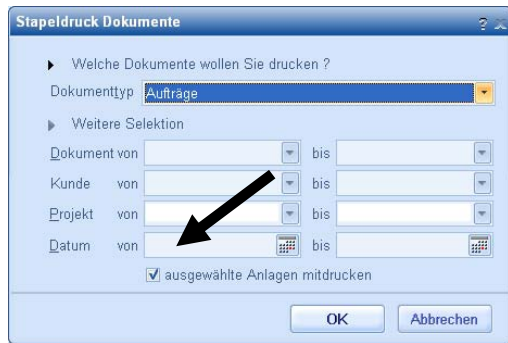 Stapeldruck Dokumente
Welche Dokumente wollen Sie drucken ?
Dokumenttyp Aufträge
Weitere Selektion
Dokument von bis
Kunde von bis
Projekt von bis
Datum von bis
ausgewählte Anlagen mitdrucken
OK Abbrechen